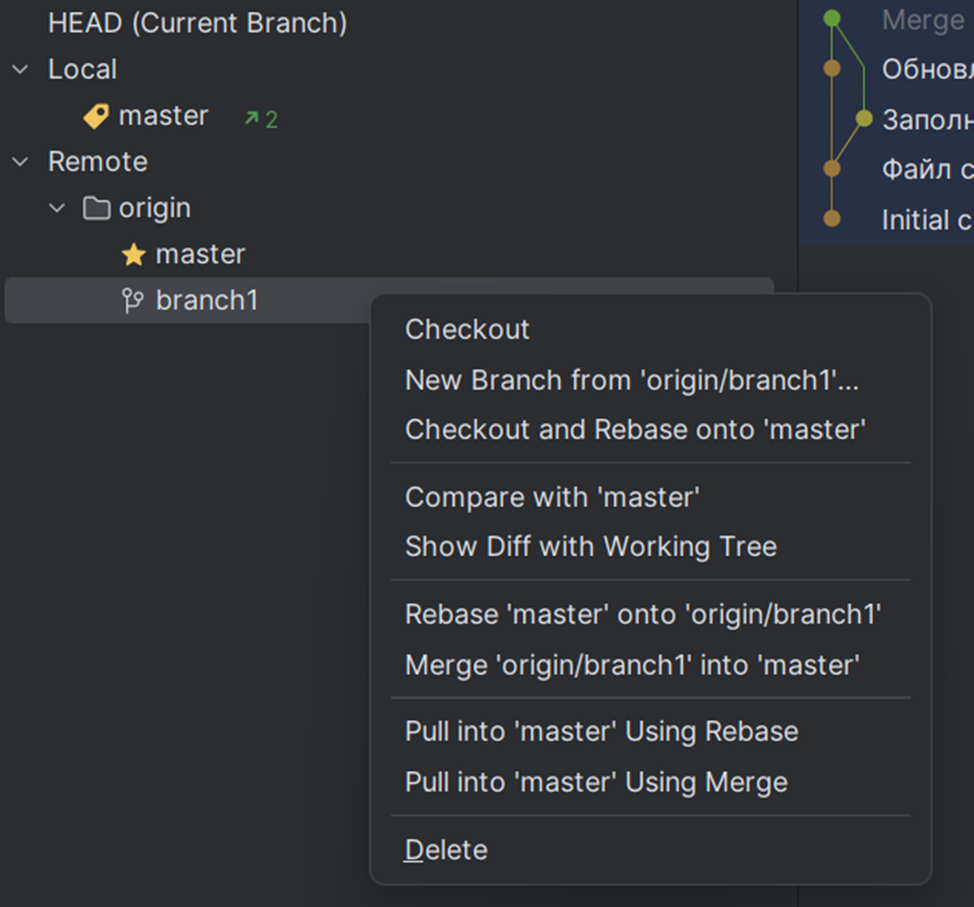 HEAD (Current Branch)
Local
master 2
Remote
origin
master
branch1
Merge
Обновл
Заполн
Файл с
Initial c
Checkout
New Branch from 'origin/branch1'...
Checkout and Rebase onto 'master'
Compare with 'master'
Show Diff with Working Tree
Rebase 'master' onto 'origin/branch1'
Merge 'origin/branch1' into 'master'
Pull into 'master' Using Rebase
Pull into 'master' Using Merge
Delete